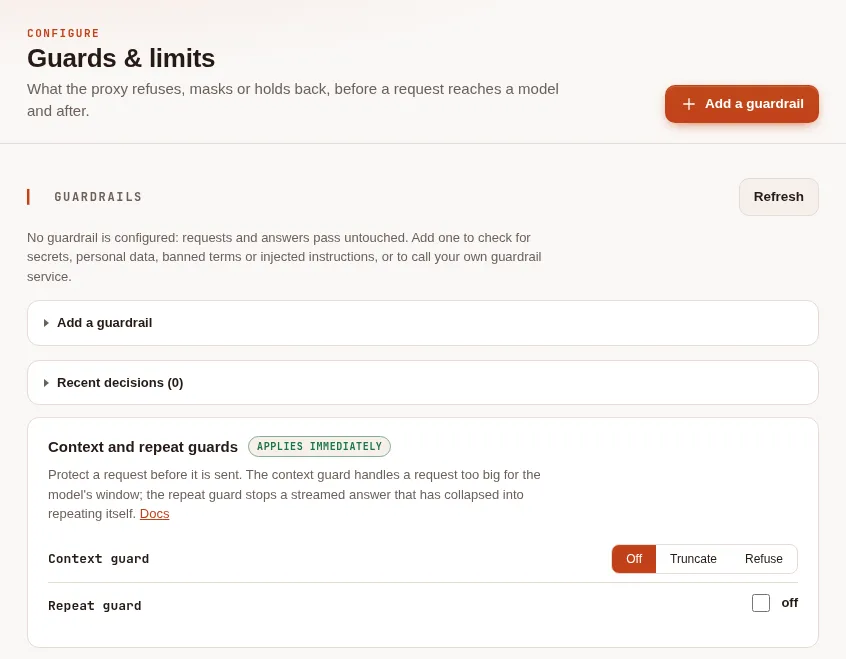 CONFIGURE
Guards & limits
What the proxy refuses, masks or holds back, before a request reaches a model
and after.
Add a guardrail
GUARDRAILS
Refresh
No guardrail is configured: requests and answers pass untouched. Add one to check for
secrets, personal data, banned terms or injected instructions, or to call your own guardrail
service.
Add a guardrail
Recent decisions (0)
Context and repeat guards APPLIES IMMEDIATELY
Protect a request before it is sent. The context guard handles a request too big for the
model's window; the repeat guard stops a streamed answer that has collapsed into
repeating itself. Docs
Context guard Off Truncate Refuse
Repeat guard off